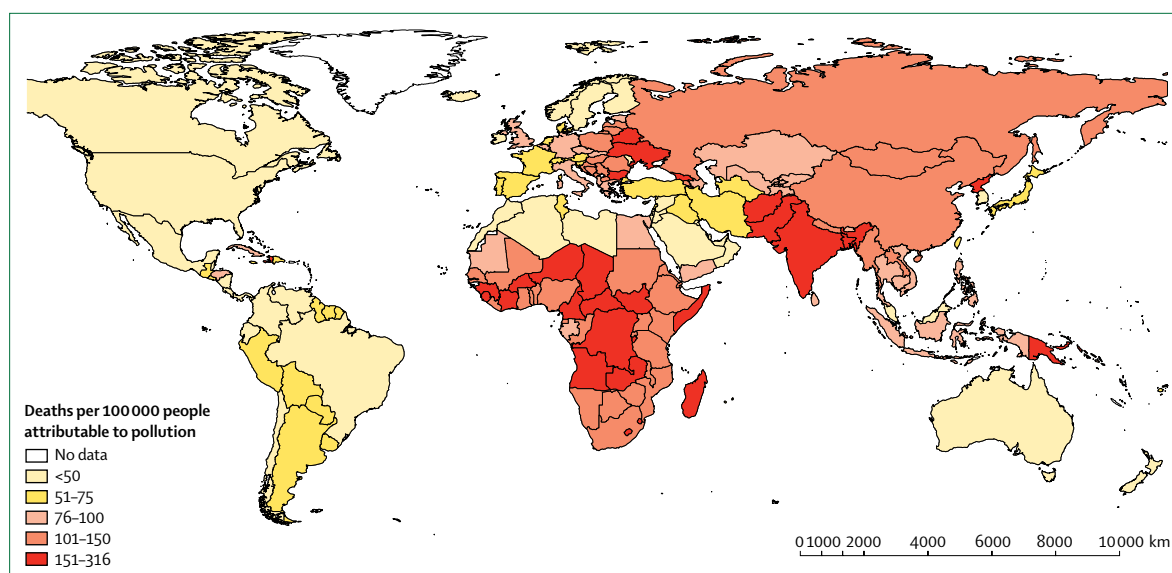 Deaths per 100 000 people
attributable to pollution
No data
<50
51–75
76–100
101–150
151–316
0 1000 2000 4000 6000 8000 10 000 km